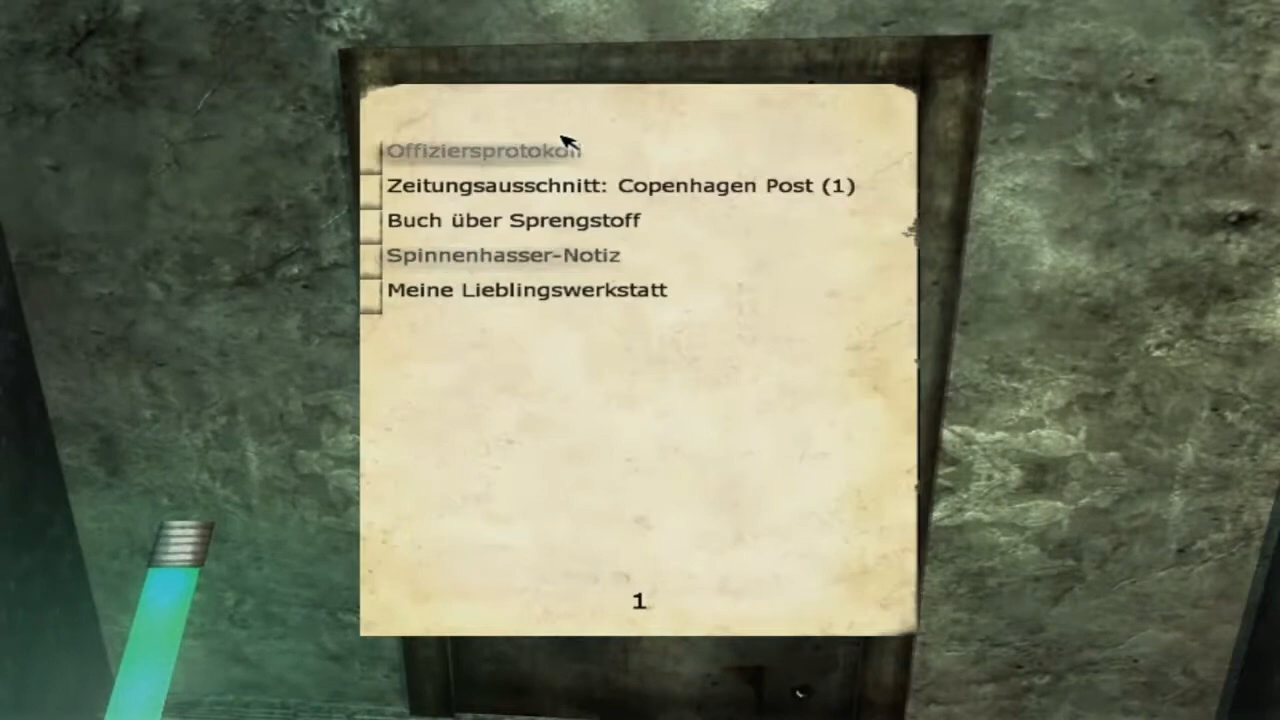 Offiziersprotokoll
Zeitungsausschnitt: Copenhagen Post (1)
Buch über Sprengstoff
Spinnenhasser-Notiz
Meine Lieblingswerkstatt
1